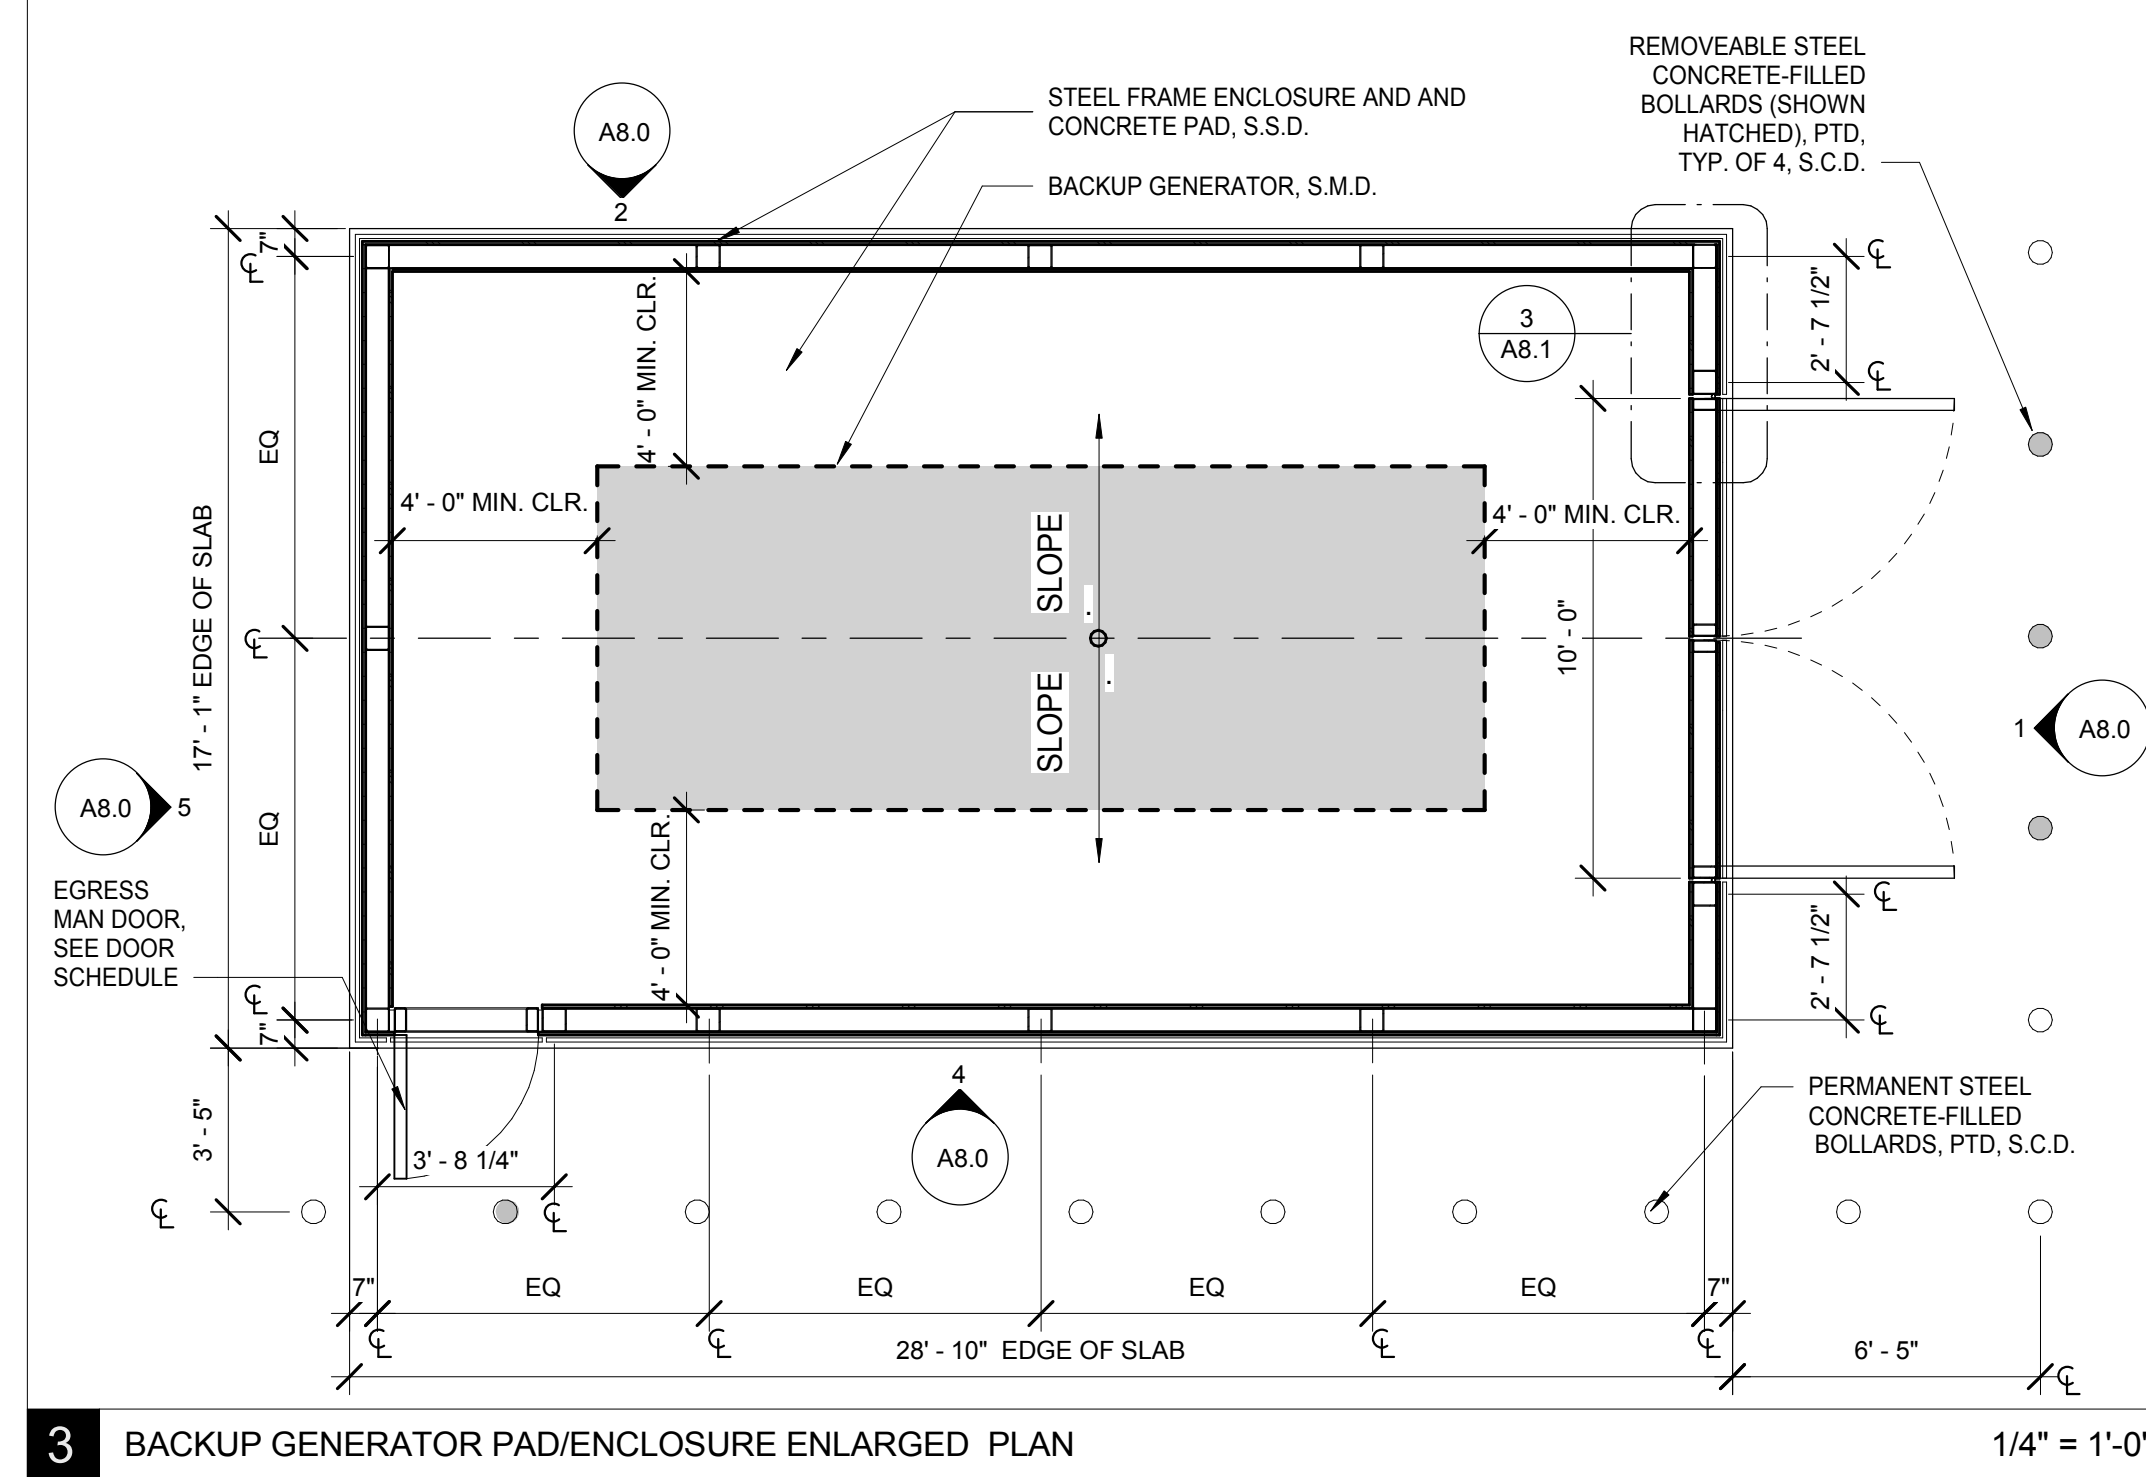 REMOVEABLE STEEL
CONCRETE-FILLED
BOLLARDS (SHOWN
HATCHED), PTD,
TYP. OF 4, S.C.D.
STEEL FRAME ENCLOSURE AND AND
CONCRETE PAD, S.S.D.
BACKUP GENERATOR, S.M.D.
A8.0
2
7"
℄
EQ
℄
EQ
℄
7"
17' - 1" EDGE OF SLAB
3' - 5"
℄
4' - 0" MIN. CLR.
4' - 0" MIN. CLR.
4' - 0" MIN. CLR.
4' - 0" MIN. CLR.
SLOPE
.
SLOPE
.
3
A8.1
10' - 0"
℄
2' - 7 1/2"
℄
℄
2' - 7 1/2"
℄
1
A8.0
A8.0
5
EGRESS
MAN DOOR,
SEE DOOR
SCHEDULE
3' - 8 1/4"
℄
4
A8.0
PERMANENT STEEL
CONCRETE-FILLED
BOLLARDS, PTD, S.C.D.
7"
EQ
EQ
EQ
EQ
7"
℄
℄
℄
℄
28' - 10" EDGE OF SLAB
6' - 5"
℄
3
BACKUP GENERATOR PAD/ENCLOSURE ENLARGED PLAN
1/4" = 1'-0"